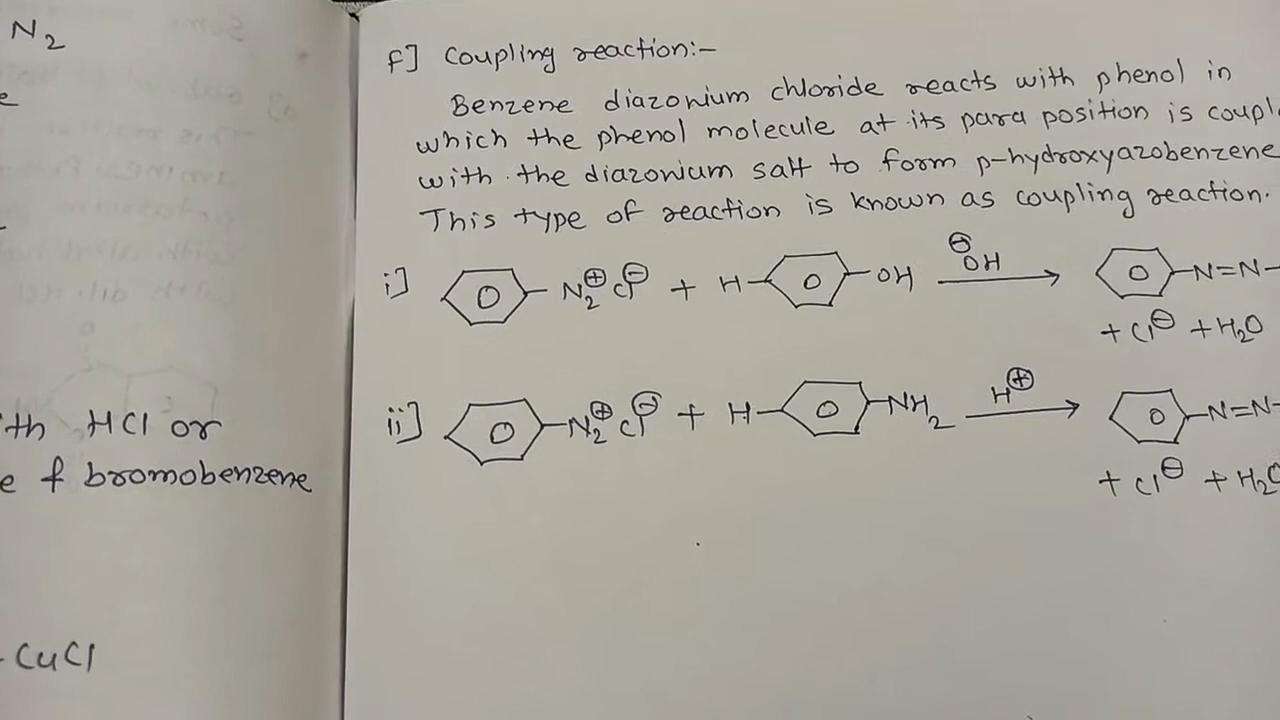 N2
e
th HCl or
e f bromobenzene
CuCl
f] Coupling reaction:-
Benzene diazonium chloride reacts with phenol in
which the phenol molecule at its para position is coupl
with the diazonium salt to form p-hydroxyazobenzene
This type of reaction is known as coupling reaction.
i] N2⊕Cl⊖ + H- -OH ⊖OH → -N=N-
+ Cl⊖ + H2O
ii] -N2⊕Cl⊖ + H- -NH2 H⊕ → -N=N-
+ Cl⊖ + H2O